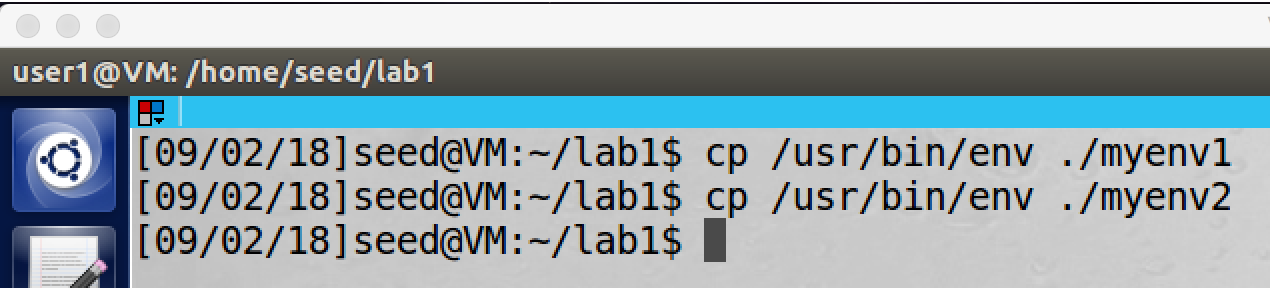 user1@VM: /home/seed/lab1
[09/02/18]seed@VM:~/lab1$ cp /usr/bin/env ./myenv1
[09/02/18]seed@VM:~/lab1$ cp /usr/bin/env ./myenv2
[09/02/18]seed@VM:~/lab1$